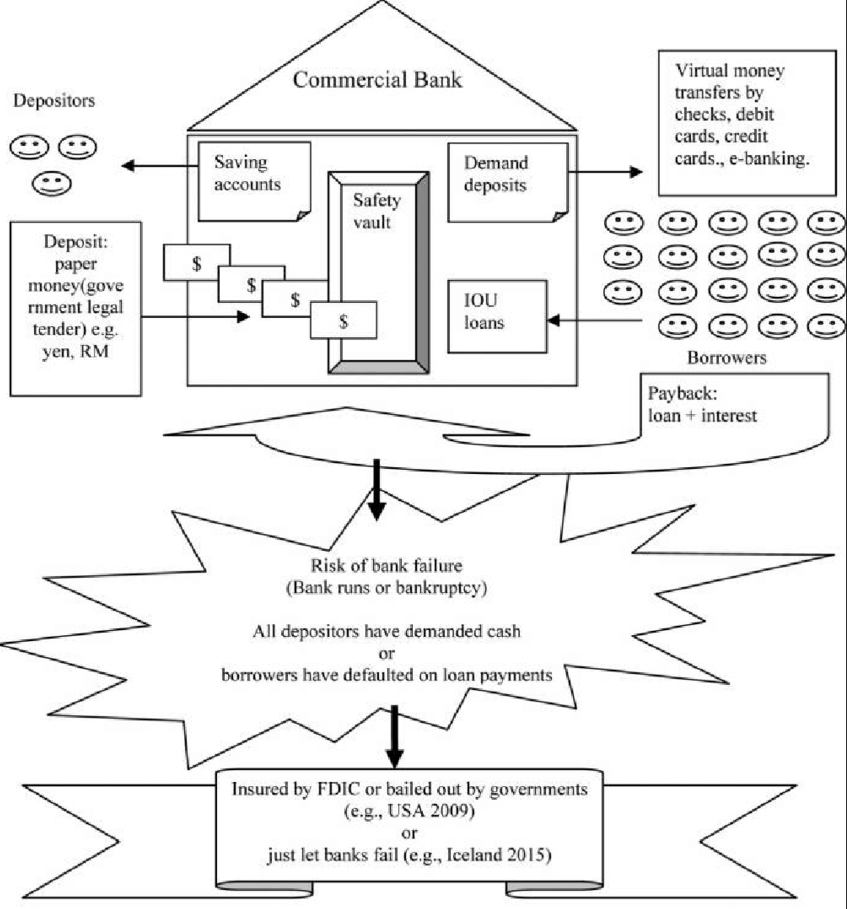 Commercial Bank
Depositors
Saving
accounts
Safety
vault
Demand
deposits
Virtual money
transfers by
checks, debit
cards, credit
cards., e-banking.
Deposit:
paper
money(gove
rnment legal
tender) e.g.
yen, RM
$
$
$
$
IOU
loans
Borrowers
Payback:
loan + interest
Risk of bank failure
(Bank runs or bankruptcy)
All depositors have demanded cash
or
borrowers have defaulted on loan payments
Insured by FDIC or bailed out by governments
(e.g., USA 2009)
or
just let banks fail (e.g., Iceland 2015)